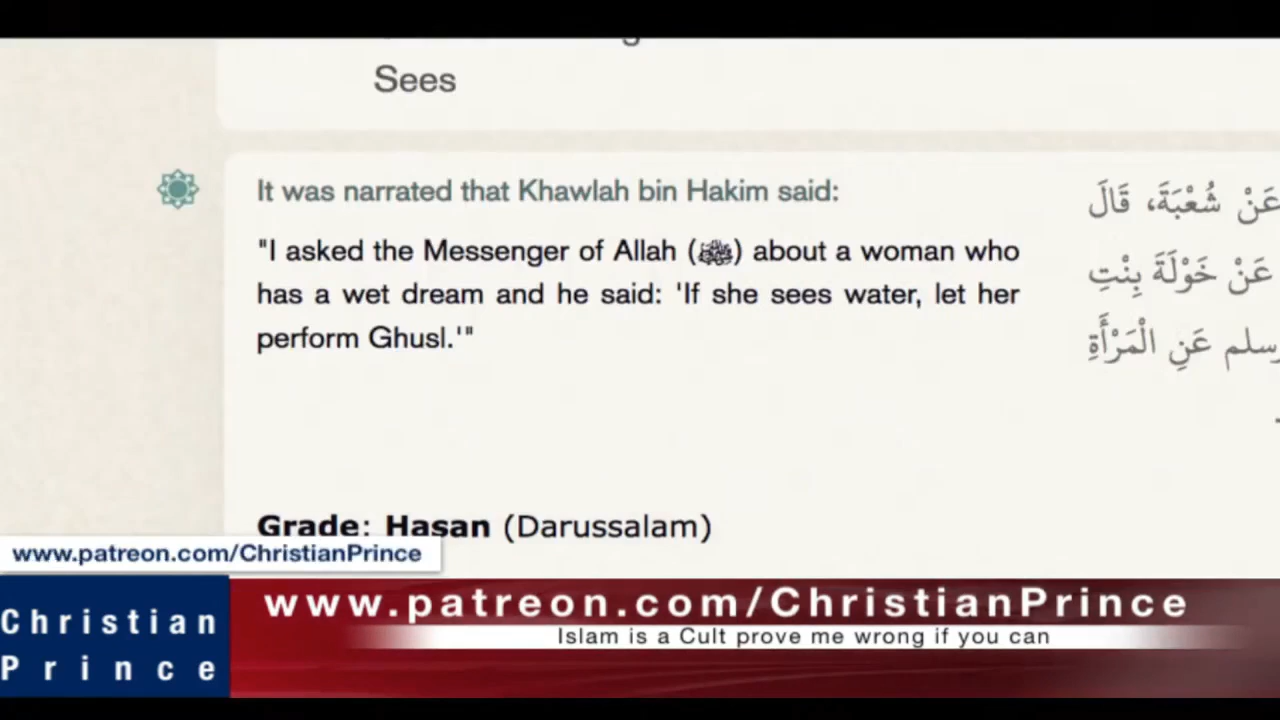 Sees
It was narrated that Khawlah bin Hakim said:
"I asked the Messenger of Allah (ﷺ) about a woman who
has a wet dream and he said: 'If she sees water, let her
perform Ghusl.'"
عَنْ شُعْبَةَ، قَالَ
عَنْ خَوْلَةَ بِنْتِ
وسلم عَنِ الْمَرْأَةِ
Grade: Hasan (Darussalam)
www.patreon.com/ChristianPrince
www.patreon.com/ChristianPrince
Islam is a Cult prove me wrong if you can
Christian
Prince